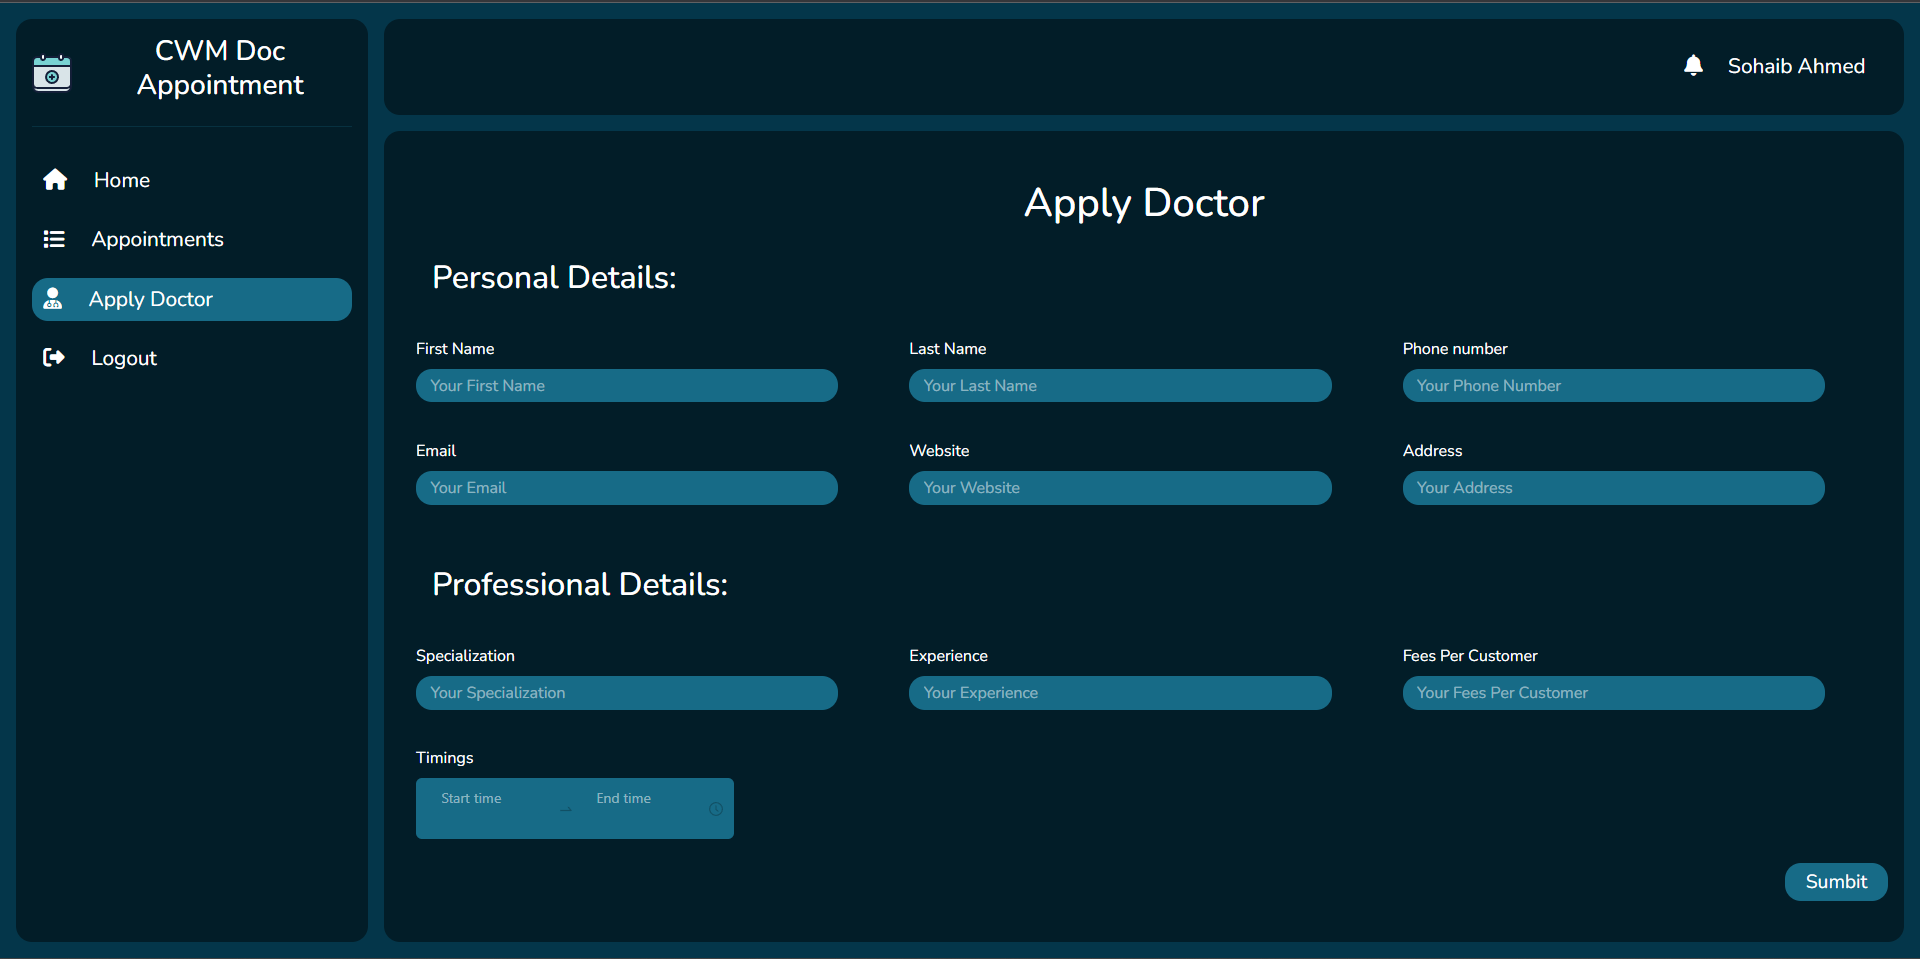 CWM Doc
Appointment
Home
Appointments
Apply Doctor
Logout
Sohaib Ahmed
Apply Doctor
Personal Details:
First Name
Last Name
Phone number
Your First Name
Your Last Name
Your Phone Number
Email
Website
Address
Your Email
Your Website
Your Address
Professional Details:
Specialization
Experience
Fees Per Customer
Your Specialization
Your Experience
Your Fees Per Customer
Timings
Start time
End time
Sumbit